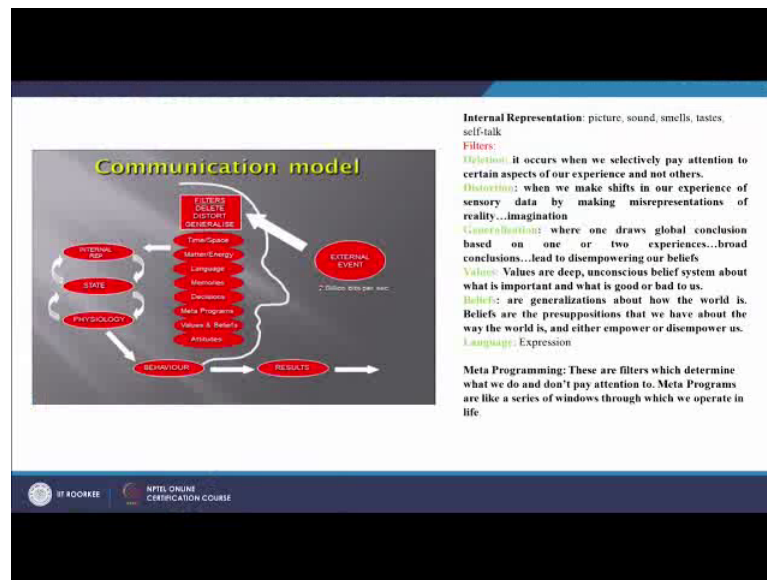 Communication model
FILTERS
DELETE
DISTORT
GENERALISE
Time/Space
Matter/Energy
Language
Memories
Decisions
Meta Programs
Values & Beliefs
Attitudes
EXTERNAL
EVENT
bits per sec
INTERNAL
REP
STATE
PHYSIOLOGY
BEHAVIOUR
RESULTS
Internal Representation: picture, sound, smells, tastes,
self-talk
Filters:
Deletion: it occurs when we selectively pay attention to
certain aspects of our experience and not others.
Distortion: when we make shifts in our experience of
sensory data by making misrepresentations of
reality…imagination
Generalization: where one draws global conclusion
based on one or two experiences…broad
conclusions…lead to disempowering our beliefs
Values: Values are deep, unconscious belief system about
what is important and what is good or bad to us.
Beliefs: are generalizations about how the world is.
Beliefs are the presuppositions that we have about the
way the world is, and either empower or disempower us.
Language: Expression
Meta Programming: These are filters which determine
what we do and don't pay attention to. Meta Programs
are like a series of windows through which we operate in
life.
IIT ROORKEE
NPTEL ONLINE
CERTIFICATION COURSE